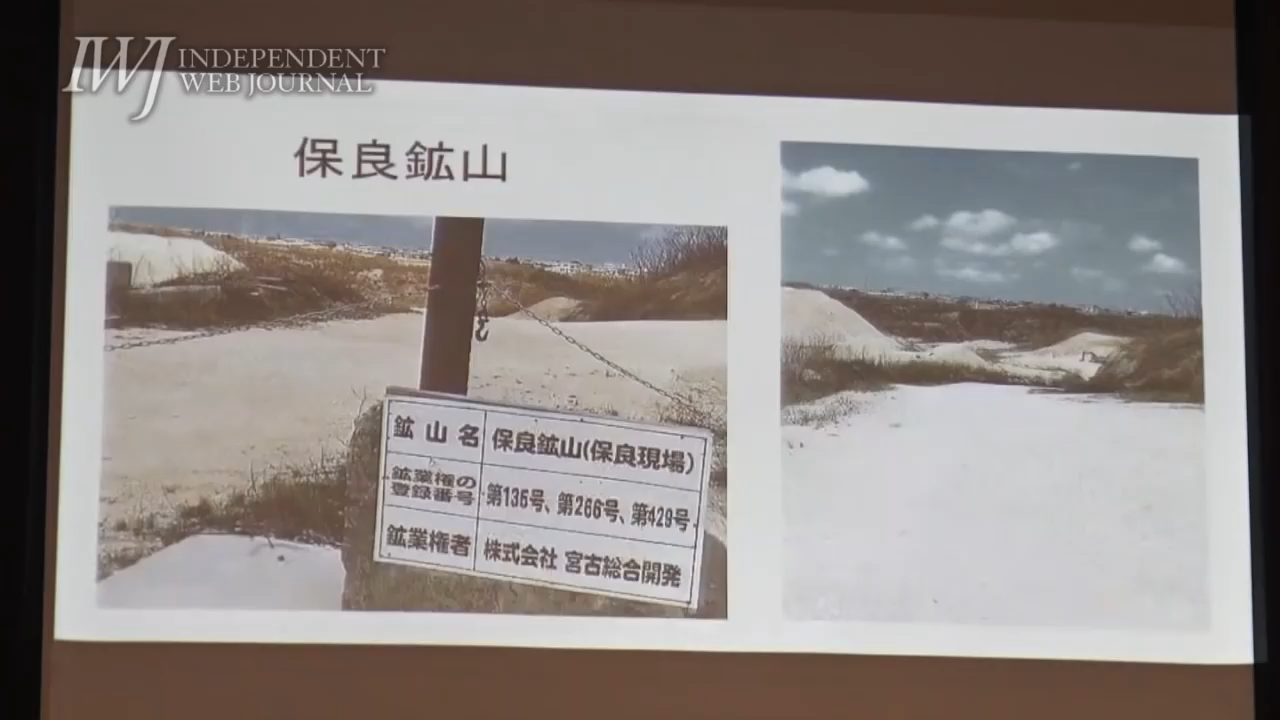 IWJ INDEPENDENT
WEB JOURNAL
保良鉱山
鉱山名 保良鉱山(保良現場)
鉱業権の
登録番号 第135号、第266号、第429号
鉱業権者 株式会社 宮古総合開発